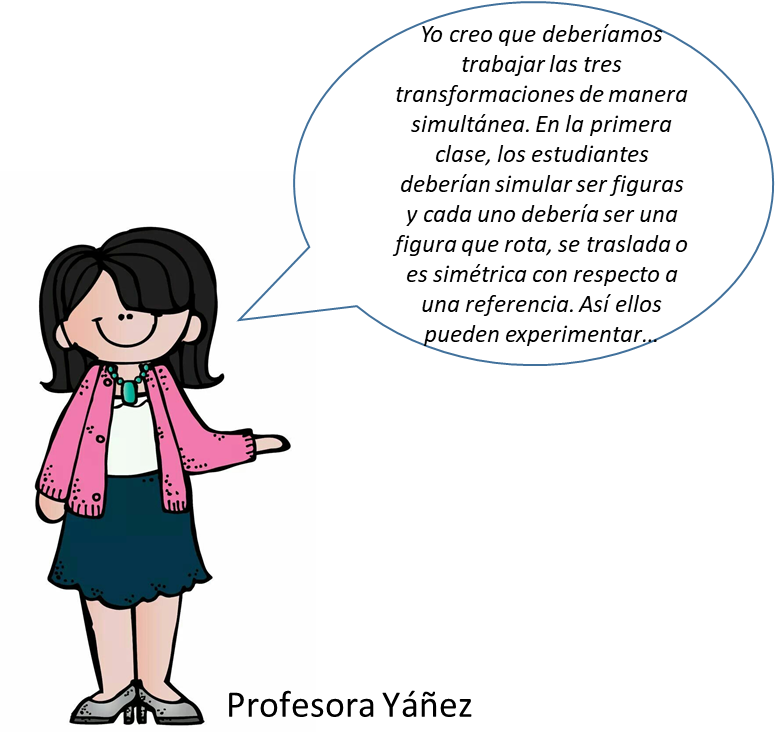 Yo creo que deberíamos
trabajar las tres
transformaciones de manera
simultánea. En la primera
clase, los estudiantes
deberían simular ser figuras
y cada uno debería ser una
figura que rota, se traslada o
es simétrica con respecto a
una referencia. Así ellos
pueden experimentar...
Profesora Yáñez